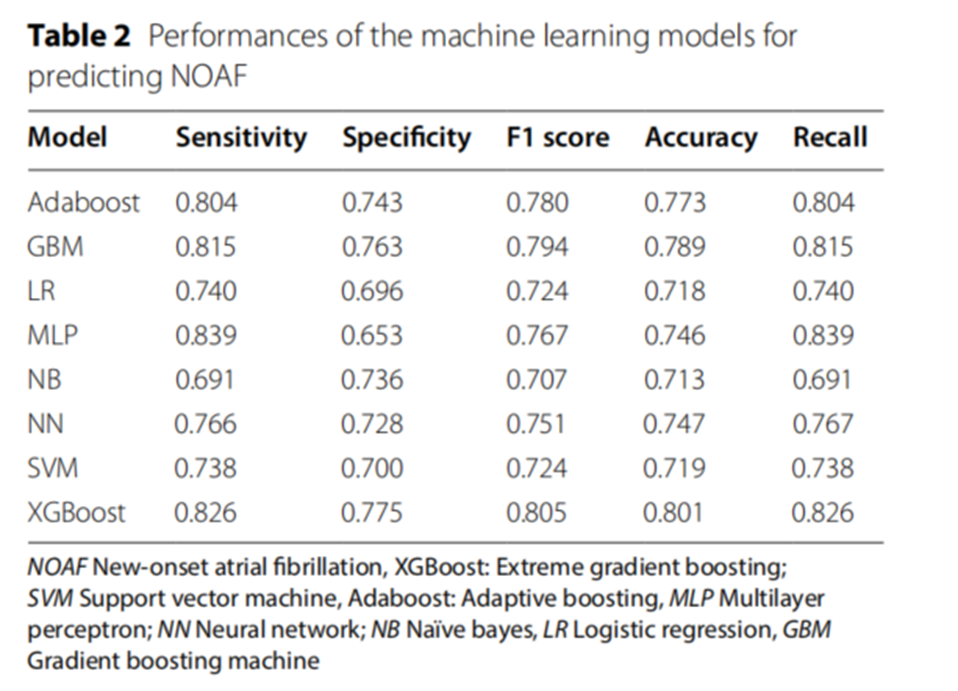 Table 2 Performances of the machine learning models for
predicting NOAF
Model Sensitivity Specificity F1 score Accuracy Recall
Adaboost 0.804 0.743 0.780 0.773 0.804
GBM 0.815 0.763 0.794 0.789 0.815
LR 0.740 0.696 0.724 0.718 0.740
MLP 0.839 0.653 0.767 0.746 0.839
NB 0.691 0.736 0.707 0.713 0.691
NN 0.766 0.728 0.751 0.747 0.767
SVM 0.738 0.700 0.724 0.719 0.738
XGBoost 0.826 0.775 0.805 0.801 0.826
NOAF New-onset atrial fibrillation, XGBoost: Extreme gradient boosting;
SVM Support vector machine, Adaboost: Adaptive boosting, MLP Multilayer
perceptron; NN Neural network; NB Naïve bayes, LR Logistic regression, GBM
Gradient boosting machine